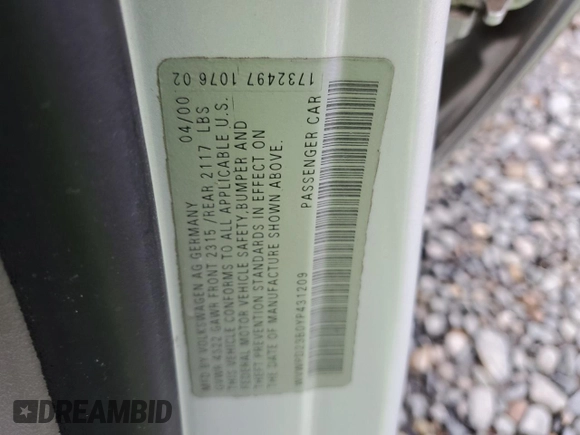 MFD BY VOLKSWAGEN AG GERMANY 04/00
GVWR 4322 GAWR FRONT 2315 /REAR 2117 LBS
THIS VEHICLE CONFORMS TO ALL APPLICABLE U.S.
FEDERAL MOTOR VEHICLE SAFETY,BUMPER AND
THEFT PREVENTION STANDARDS IN EFFECT ON
THE DATE OF MANUFACTURE SHOWN ABOVE.
PASSENGER CAR
1732497 1076 02
DREAMBID